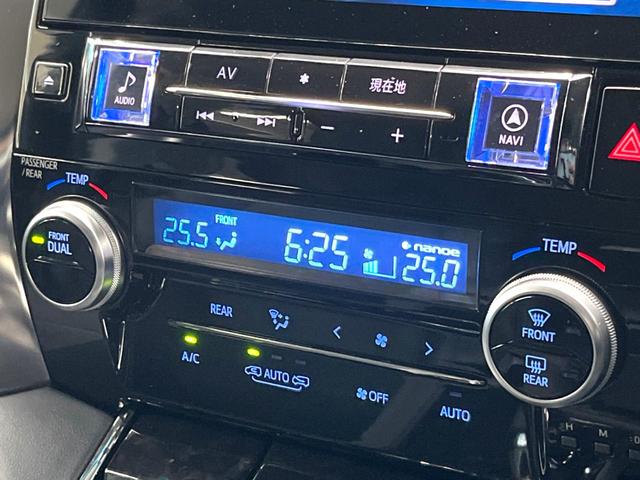 AUDIO
AV
✻
現在地
NAVI
− +
PASSENGER
/REAR
TEMP
FRONT
DUAL
FRONT
25.5
6:25
nanoe
25.0
TEMP
FRONT
REAR
REAR
A/C
AUTO
OFF
AUTO
H M